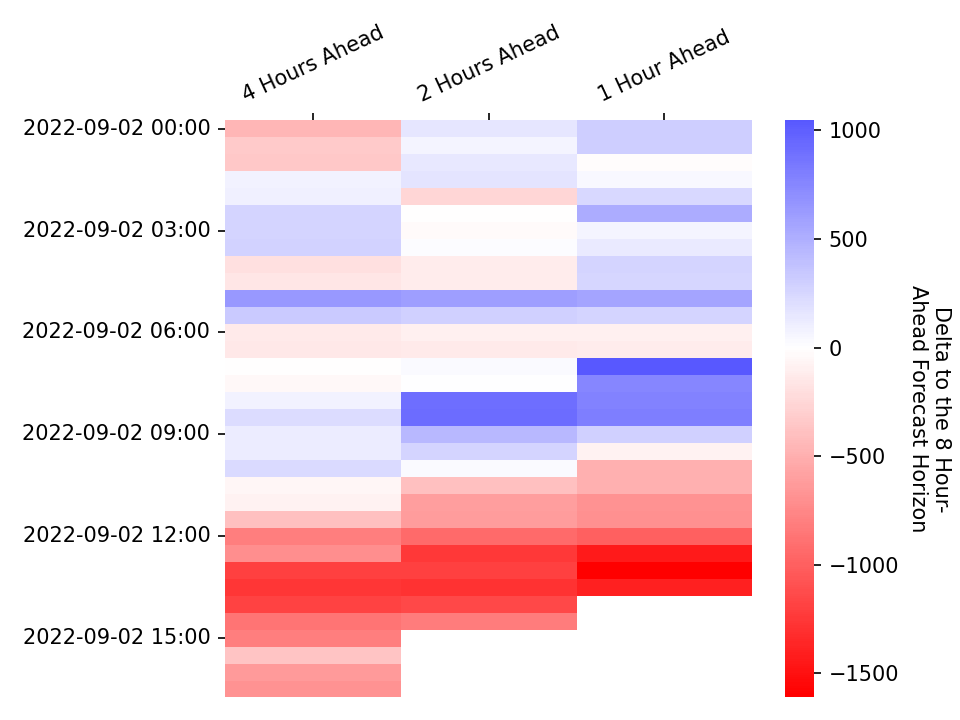 4 Hours Ahead
2 Hours Ahead
1 Hour Ahead
2022-09-02 00:00
2022-09-02 03:00
2022-09-02 06:00
2022-09-02 09:00
2022-09-02 12:00
2022-09-02 15:00
1000
500
0
−500
−1000
−1500
Delta to the 8 Hour-
Ahead Forecast Horizon